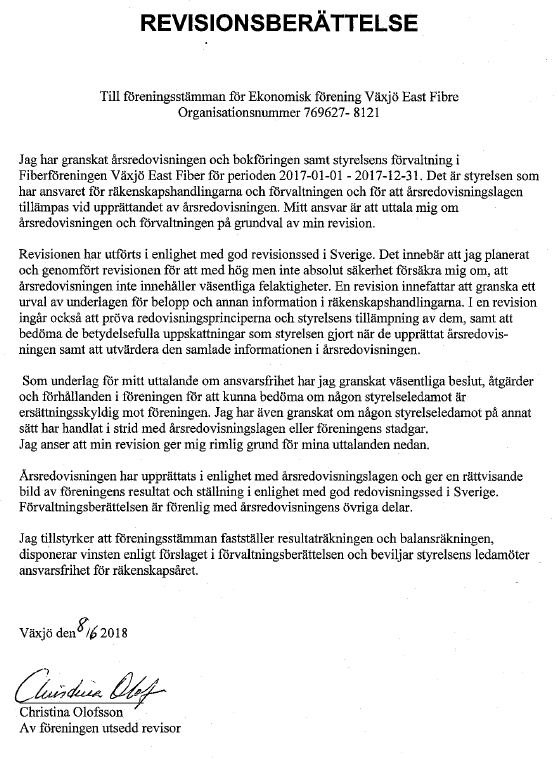 REVISIONSBERÄTTELSE
Till föreningsstämman för Ekonomisk förening Växjö East Fibre
Organisationsnummer 769627- 8121
Jag har granskat årsredovisningen och bokföringen samt styrelsens förvaltning i
Fiberföreningen Växjö East Fiber för perioden 2017-01-01 - 2017-12-31. Det är styrelsen som
har ansvaret för räkenskapshandlingarna och förvaltningen och för att årsredovisningslagen
tillämpas vid upprättandet av årsredovisningen. Mitt ansvar är att uttala mig om
årsredovisningen och förvaltningen på grundval av min revision.
Revisionen har utförts i enlighet med god revisionssed i Sverige. Det innebär att jag planerat
och genomfört revisionen för att med hög men inte absolut säkerhet försäkra mig om, att
årsredovisningen inte innehåller väsentliga felaktigheter. En revision innefattar att granska ett
urval av underlagen för belopp och annan information i räkenskapshandlingarna. I en revision
ingår också att pröva redovisningsprinciperna och styrelsens tillämpning av dem, samt att
bedöma de betydelsefulla uppskattningar som styrelsen gjort när de upprättat årsredovis-
ningen samt att utvärdera den samlade informationen i årsredovisningen.
Som underlag för mitt uttalande om ansvarsfrihet har jag granskat väsentliga beslut, åtgärder
och förhållanden i föreningen för att kunna bedöma om någon styrelseledamot är
ersättningsskyldig mot föreningen. Jag har även granskat om någon styrelseledamot på annat
sätt har handlat i strid med årsredovisningslagen eller föreningens stadgar.
Jag anser att min revision ger mig rimlig grund för mina uttalanden nedan.
Årsredovisningen har upprättats i enlighet med årsredovisningslagen och ger en rättvisande
bild av föreningens resultat och ställning i enlighet med god redovisningssed i Sverige.
Förvaltningsberättelsen är förenlig med årsredovisningens övriga delar.
Jag tillstyrker att föreningsstämman fastställer resultaträkningen och balansräkningen,
disponerar vinsten enligt förslaget i förvaltningsberättelsen och beviljar styrelsens ledamöter
ansvarsfrihet för räkenskapsåret.
Växjö den 8/6 2018
Christina Olof
Christina Olofsson
Av föreningen utsedd revisor